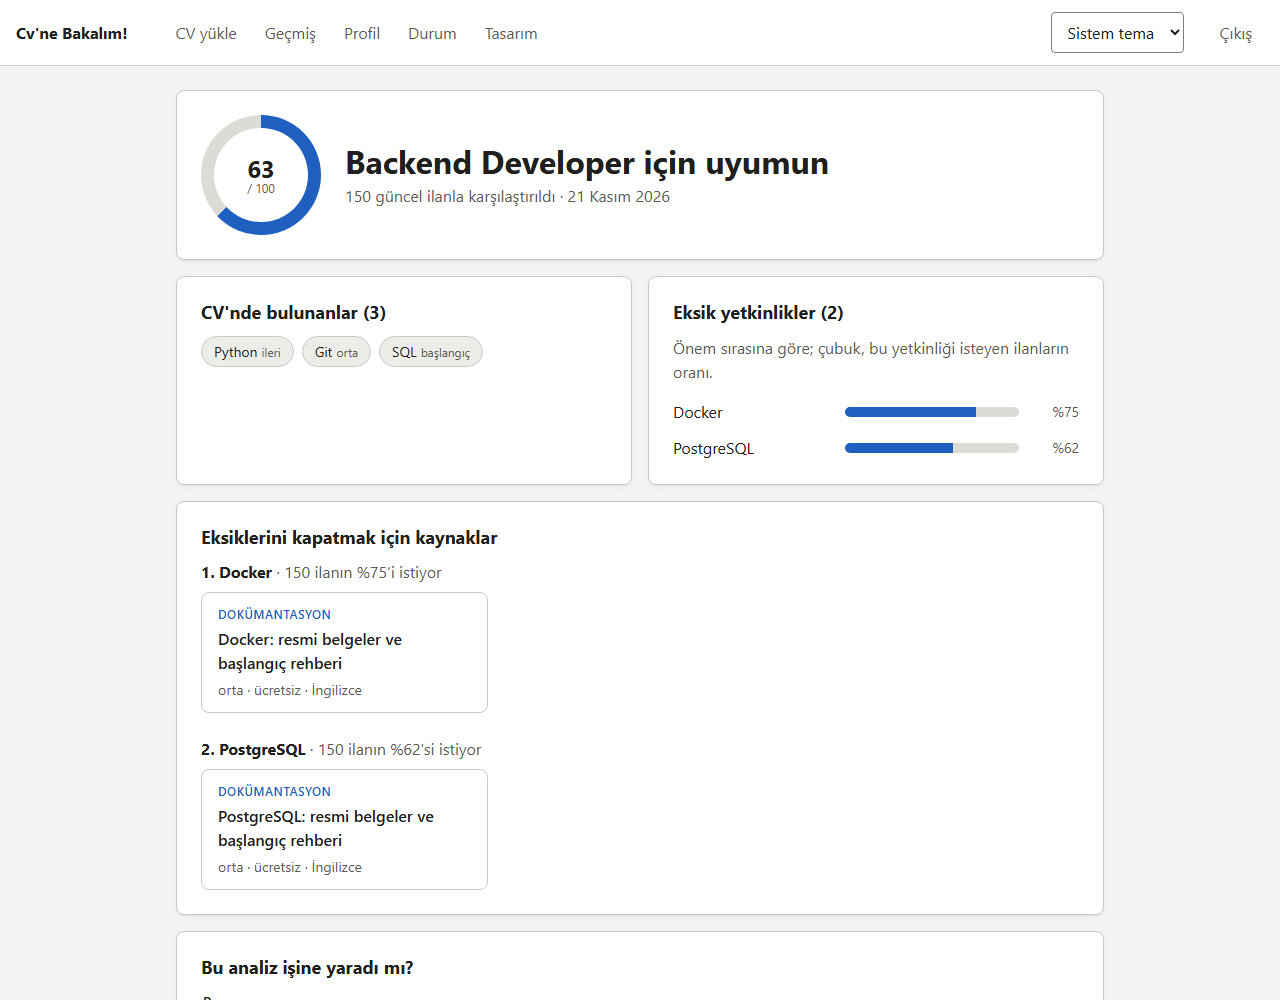 Cv'ne Bakalım!
CV yükle
Geçmiş
Profil
Durum
Tasarım
Sistem tema
Çıkış
63
/ 100
Backend Developer için uyumun
150 güncel ilanla karşılaştırıldı · 21 Kasım 2026
CV'nde bulunanlar (3)
Python ileri
Git orta
SQL başlangıç
Eksik yetkinlikler (2)
Önem sırasına göre; çubuk, bu yetkinliği isteyen ilanların
oranı.
Docker
%75
PostgreSQL
%62
Eksiklerini kapatmak için kaynaklar
1. Docker · 150 ilanın %75'i istiyor
DOKÜMANTASYON
Docker: resmi belgeler ve
başlangıç rehberi
orta · ücretsiz · İngilizce
2. PostgreSQL · 150 ilanın %62'si istiyor
DOKÜMANTASYON
PostgreSQL: resmi belgeler ve
başlangıç rehberi
orta · ücretsiz · İngilizce
Bu analiz işine yaradı mı?